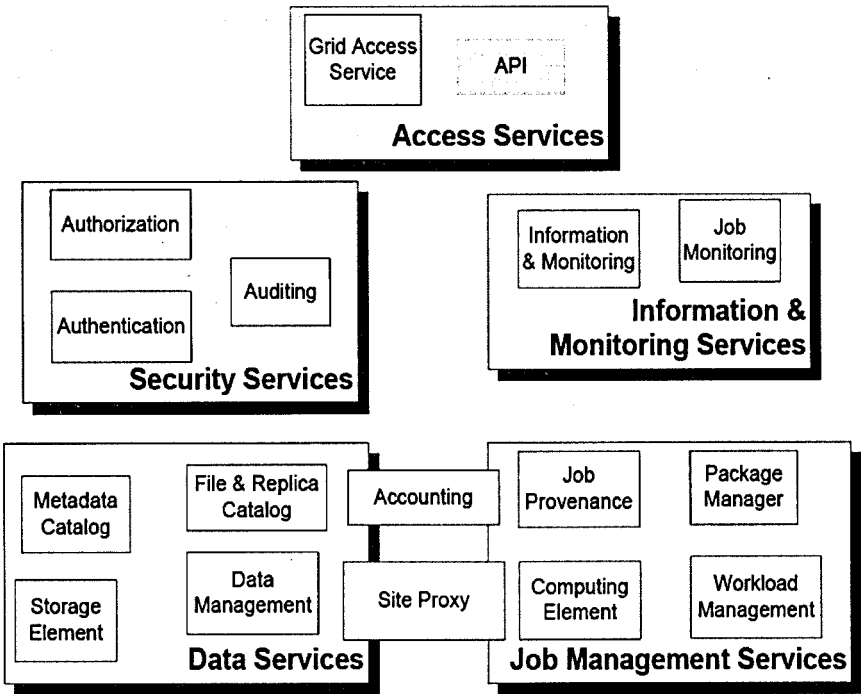 Grid Access
Service
API
Access Services
Authorization
Authentication
Auditing
Security Services
Information
& Monitoring
Job
Monitoring
Information &
Monitoring Services
Metadata
Catalog
File & Replica
Catalog
Storage
Element
Data
Management
Data Services
Accounting
Site Proxy
Job
Provenance
Package
Manager
Computing
Element
Workload
Management
Job Management Services